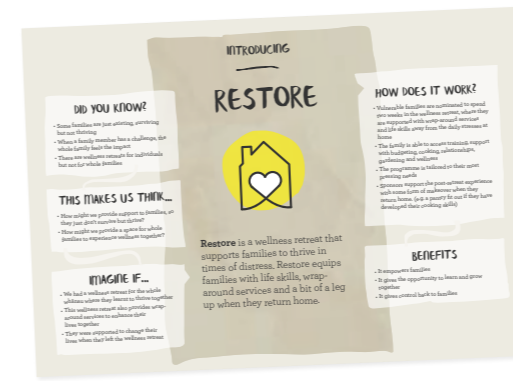 INTRODUCING
RESTORE
Restore is a wellness retreat that
supports families to thrive in
times of distress. Restore equips
families with life skills, wrap-
around services and a bit of a leg
up when they return home.
DID YOU KNOW?
• Some families are just existing, surviving
but not thriving
• When a family member has a challenge, the
whole family feels the impact
• There are wellness retreats for individuals
but not for whole families
THIS MAKES US THINK...
• How might we provide support to families, so
they just don't survive but thrive?
• How might we provide a space for whole
families to experience wellness together?
IMAGINE IF...
• We had a wellness retreat for the whole
whānau where they learnt to thrive together
• This wellness retreat also provides wrap-
around services to enhance their
lives together
• They were supported to change their
lives when they left the wellness retreat
HOW DOES IT WORK?
• Vulnerable families are nominated to spend
two weeks in the wellness retreat, where they
are supported with wrap-around services
and life skills away from the daily stresses at
home
• The family is able to access training, support
with budgeting, cooking, relationships,
gardening and wellness
• The programme is tailored to their most
pressing needs
• Sponsors support the post-retreat experience
with some form of makeover when they
return home. (e.g. a pantry fit out if they have
developed their cooking skills)
BENEFITS
• It empowers families
• It gives the opportunity to learn and grow
together
• It gives control back to families